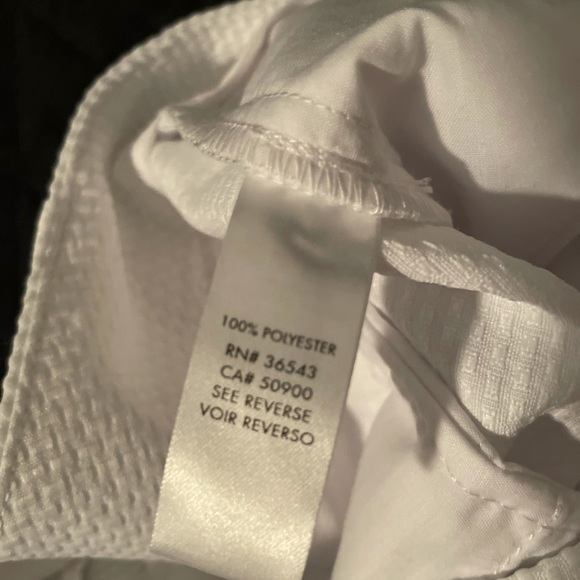 100% POLYESTER
RN# 36543
CA# 50900
SEE REVERSE
VOIR REVERSO